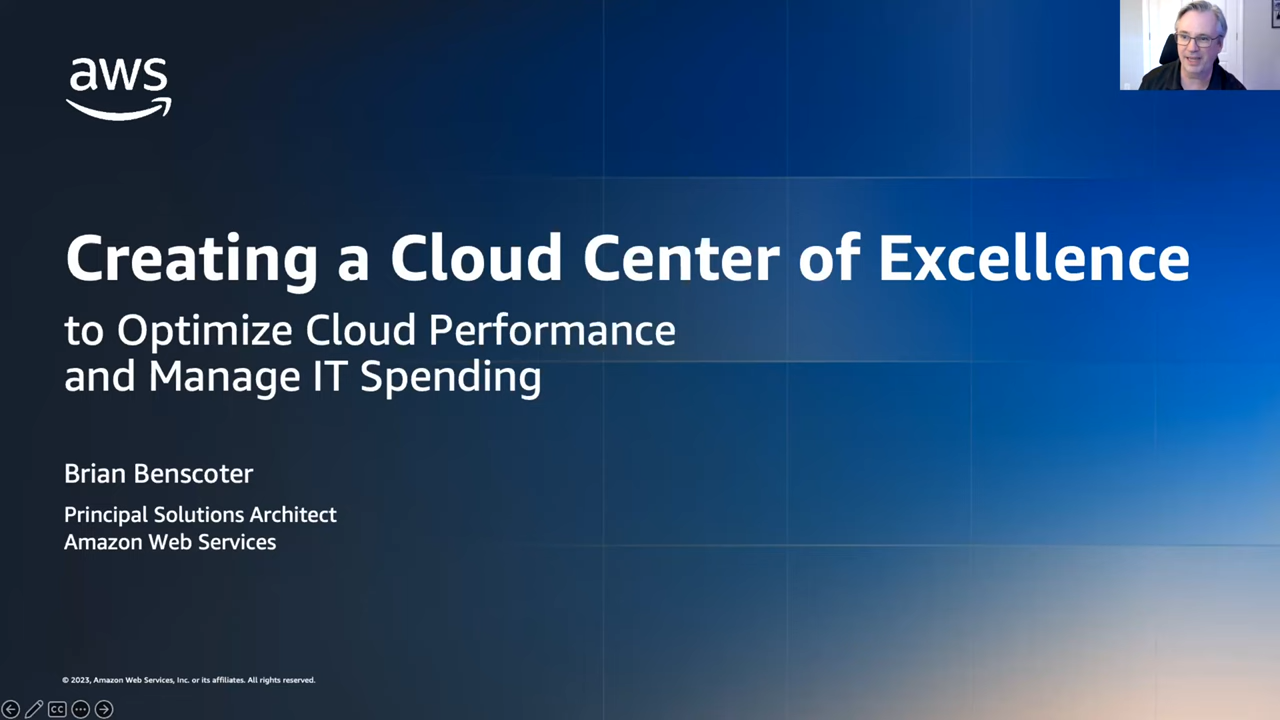 aws
Creating a Cloud Center of Excellence
to Optimize Cloud Performance
and Manage IT Spending
Brian Benscoter
Principal Solutions Architect
Amazon Web Services
© 2023, Amazon Web Services, Inc. or its affiliates. All rights reserved.
CC